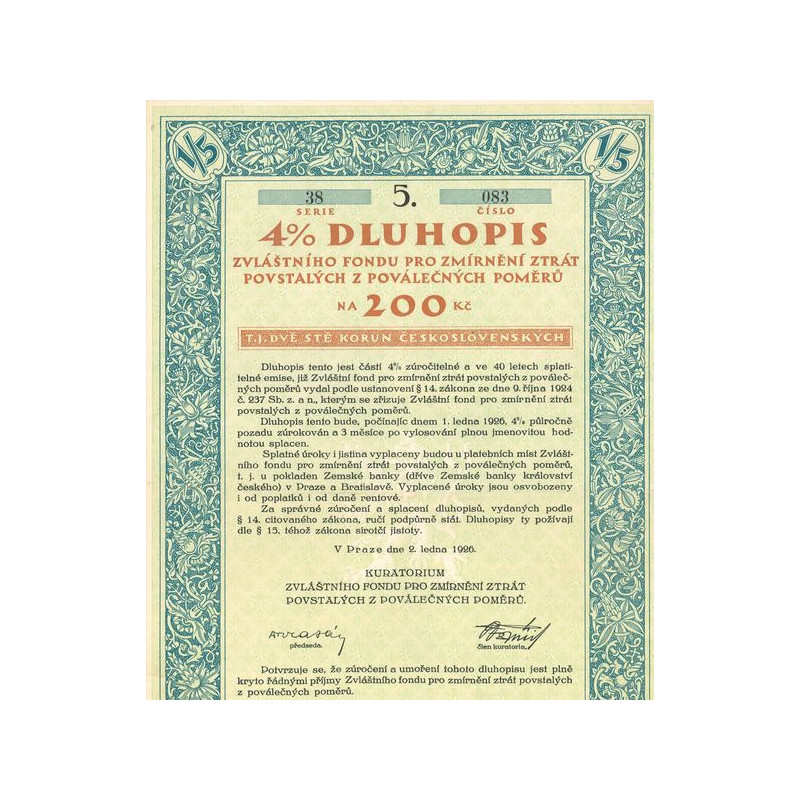 1/5 1/5
38 5. 083
SERIE ČÍSLO
4% DLUHOPIS
ZVLÁŠTNÍHO FONDU PRO ZMÍRNĚNÍ ZTRÁT
POVSTALÝCH Z POVÁLEČNÝCH POMĚRŮ
NA 200 Kč
T.J. DVĚ STĚ KORUN ČESKOSLOVENSKÝCH
Dluhopis tento jest částí 4% zúročitelné a ve 40 letech splati-
telné emise, již Zvláštní fond pro zmírnění ztrát povstalých z poválеč-
ných poměrů vydal podle ustanovení § 14. zákona ze dne 9. října 1924
č. 237 Sb. z. a n., kterým se zřizuje Zvláštní fond pro zmírnění ztrát
povstalých z poválečných poměrů.
Dluhopis tento bude, počínajíc dnem 1. ledna 1926, 4% půlročně
pozadu zúrokován a 3 měsíce po vylosování plnou jmenovitou hod-
notou splacen.
Splatné úroky i jistina vyplaceny budou u platebních míst Zvlášt-
ního fondu pro zmírnění ztrát povstalých z poválečných poměrů,
t. j. u pokladen Zemské banky (dříve Zemské banky království
českého) v Praze a Bratislavě. Vyplacené úroky jsou osvobozeny
i od poplatků i od daně rentové.
Za správné zúročení a splacení dluhopisů, vydaných podle
§ 14. citovaného zákona, ručí podpůrně stát. Dluhopisy ty požívají
dle § 15. téhož zákona sirotčí jistoty.
V Praze dne 2. ledna 1926.
KURATORIUM
ZVLÁŠTNÍHO FONDU PRO ZMÍRNĚNÍ ZTRÁT
POVSTALÝCH Z POVÁLEČNÝCH POMĚRŮ.
předseda. člen kuratoria.
Potvrzuje se, že zúročení a umoření tohoto dluhopisu jest plně
kryto řádnými příjmy Zvláštního fondu pro zmírnění ztrát povstalých
z poválečných poměrů.